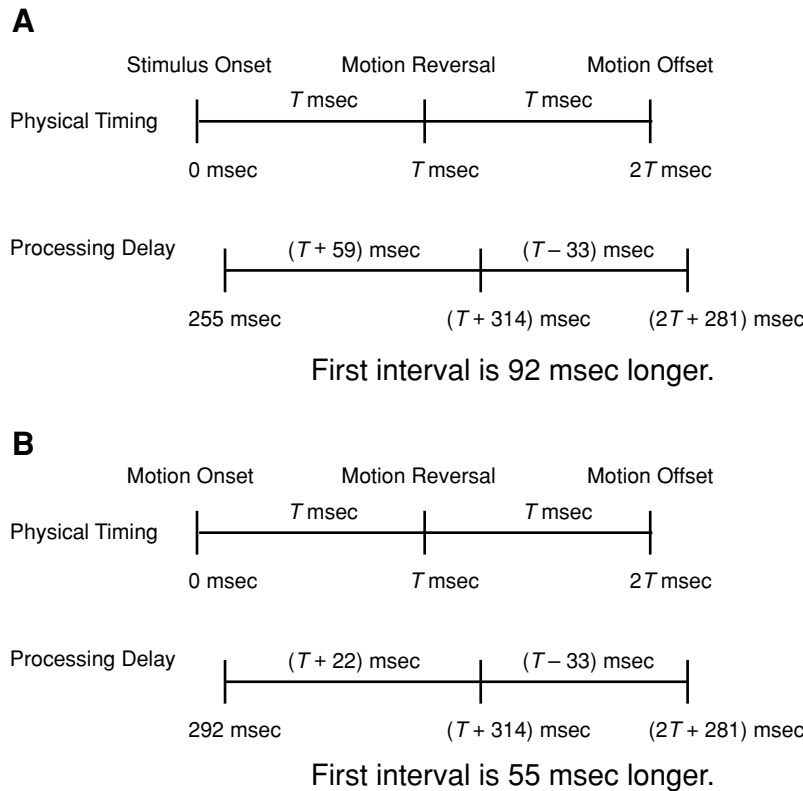 A
Stimulus Onset Motion Reversal Motion Offset
T msec T msec
Physical Timing
0 msec T msec 2T msec
Processing Delay (T + 59) msec (T – 33) msec
255 msec (T + 314) msec (2T + 281) msec
First interval is 92 msec longer.
B
Motion Onset Motion Reversal Motion Offset
T msec T msec
Physical Timing
0 msec T msec 2T msec
Processing Delay (T + 22) msec (T – 33) msec
292 msec (T + 314) msec (2T + 281) msec
First interval is 55 msec longer.